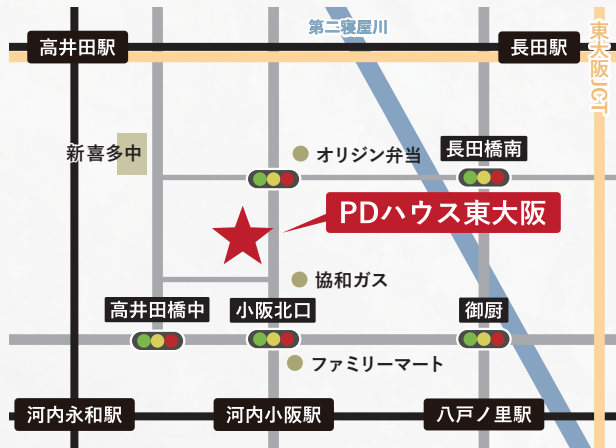 第二寝屋川
東大阪JCT
高井田駅
長田駅
新喜多中
オリジン弁当
長田橋南
PDハウス東大阪
協和ガス
高井田橋中
小阪北口
御厨
ファミリーマート
河内永和駅
河内小阪駅
八戸ノ里駅